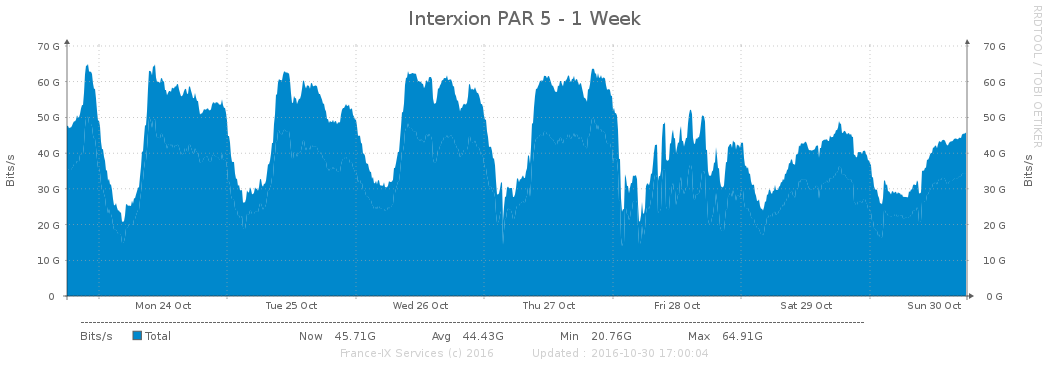 Interxion PAR 5 - 1 Week
RRDTOOL / TOBI OETIKER
Bits/s
70 G 70 G
60 G 60 G
50 G 50 G
40 G 40 G
30 G 30 G
20 G 20 G
10 G 10 G
0 0 G
Bits/s
Mon 24 Oct Tue 25 Oct Wed 26 Oct Thu 27 Oct Fri 28 Oct Sat 29 Oct Sun 30 Oct
Bits/s Total Now 45.71G Avg 44.43G Min 20.76G Max 64.91G
France-IX Services (c) 2016 Updated : 2016-10-30 17:00:04